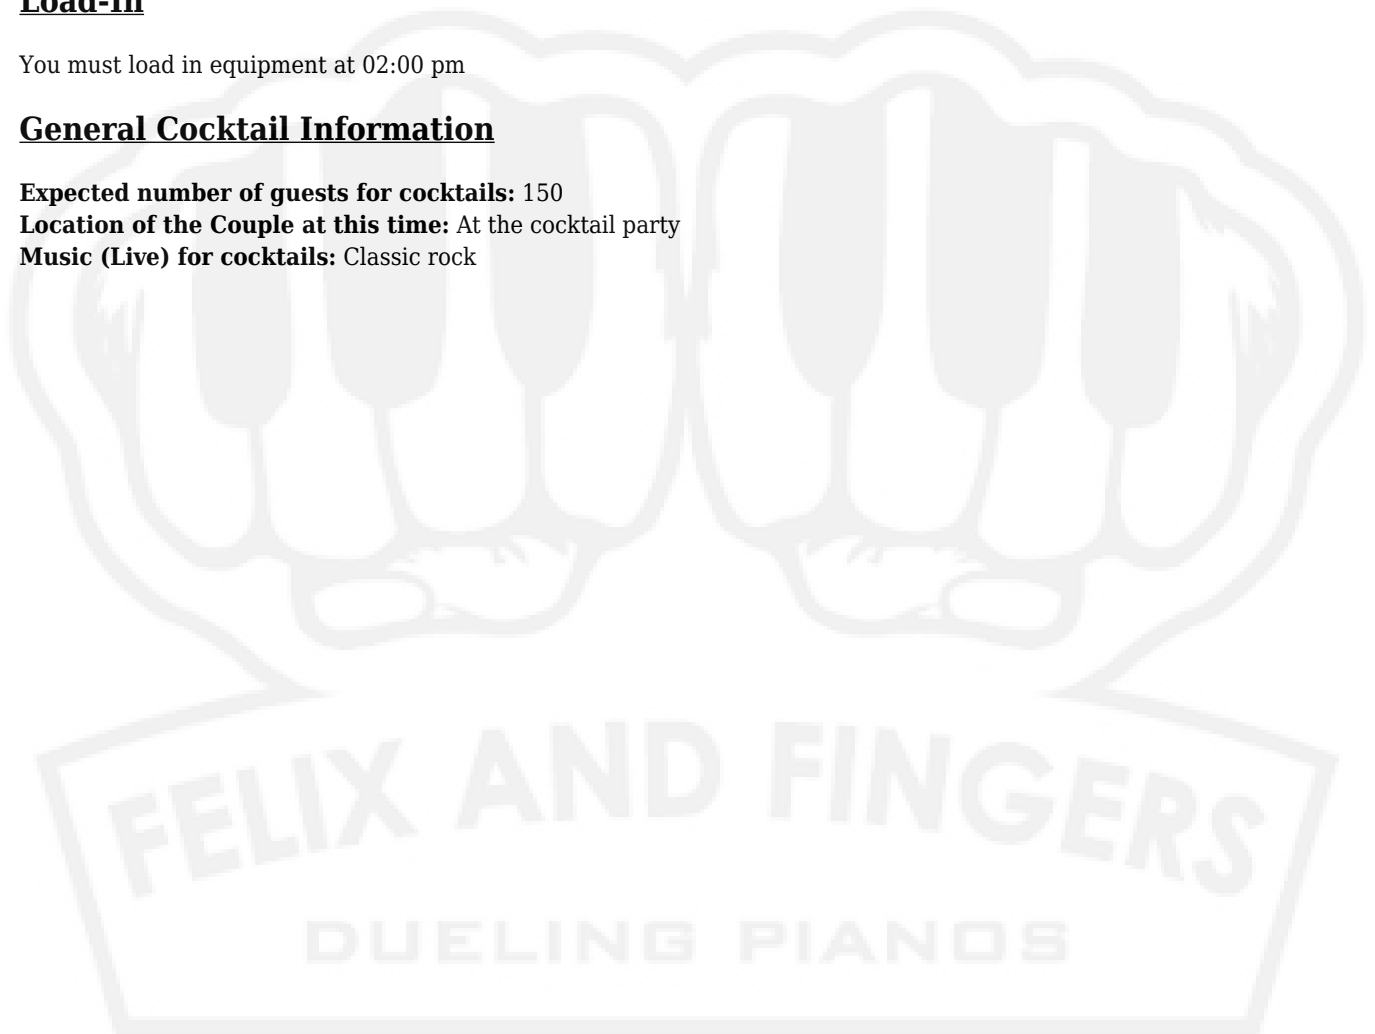 Load-In
You must load in equipment at 02:00 pm
General Cocktail Information
Expected number of guests for cocktails: 150
Location of the Couple at this time: At the cocktail party
Music (Live) for cocktails: Classic rock
FELIX AND FINGERS
DUELING PIANOS